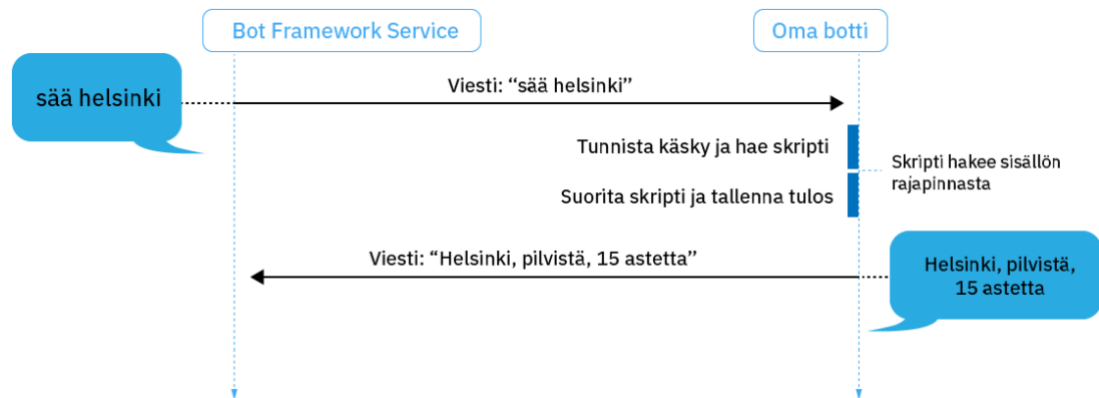 Bot Framework Service
Oma botti
sää helsinki
Viesti: “sää helsinki”
Tunnista käsky ja hae skripti
Skripti hakee sisällön
rajapinnasta
Suorita skripti ja tallenna tulos
Viesti: “Helsinki, pilvistä, 15 astetta”
Helsinki, pilvistä,
15 astetta